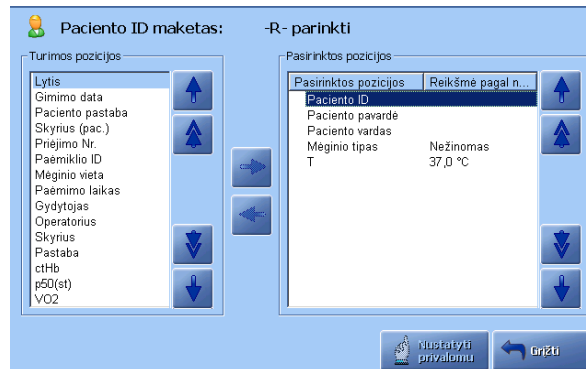 Paciento ID maketas: -R- parinkti
Turimos pozicijos
Lytis
Gimimo data
Paciento pastaba
Skyrius (pac.)
Priėjimo Nr.
Paėmiklio ID
Mėginio vieta
Paėmimo laikas
Gydytojas
Operatorius
Skyrius
Pastaba
ctHb
p50(st)
VO2
Pasirinktos pozicijos
Pasirinktos pozicijos Reikšmė pagal n...
Paciento ID
Paciento pavardė
Paciento vardas
Mėginio tipas Nežinomas
T 37,0 °C
Nustatyti
privalomu
Grįžti